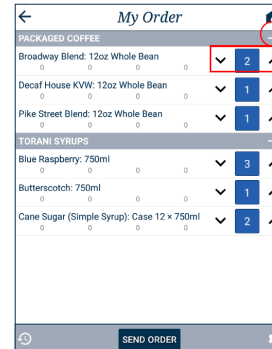 My Order
PACKAGED COFFEE
Broadway Blend: 12oz Whole Bean
0 0 0 0
2
Decaf House KVW: 12oz Whole Bean
0 0 0 0
1
Pike Street Blend: 12oz Whole Bean
0 0 0 0
1
TORANI SYRUPS
Blue Raspberry: 750ml
0 0 0 0
3
Butterscotch: 750ml
0 0 0 0
1
Cane Sugar (Simple Syrup): Case 12 × 750ml
0 0 0 0
2
SEND ORDER